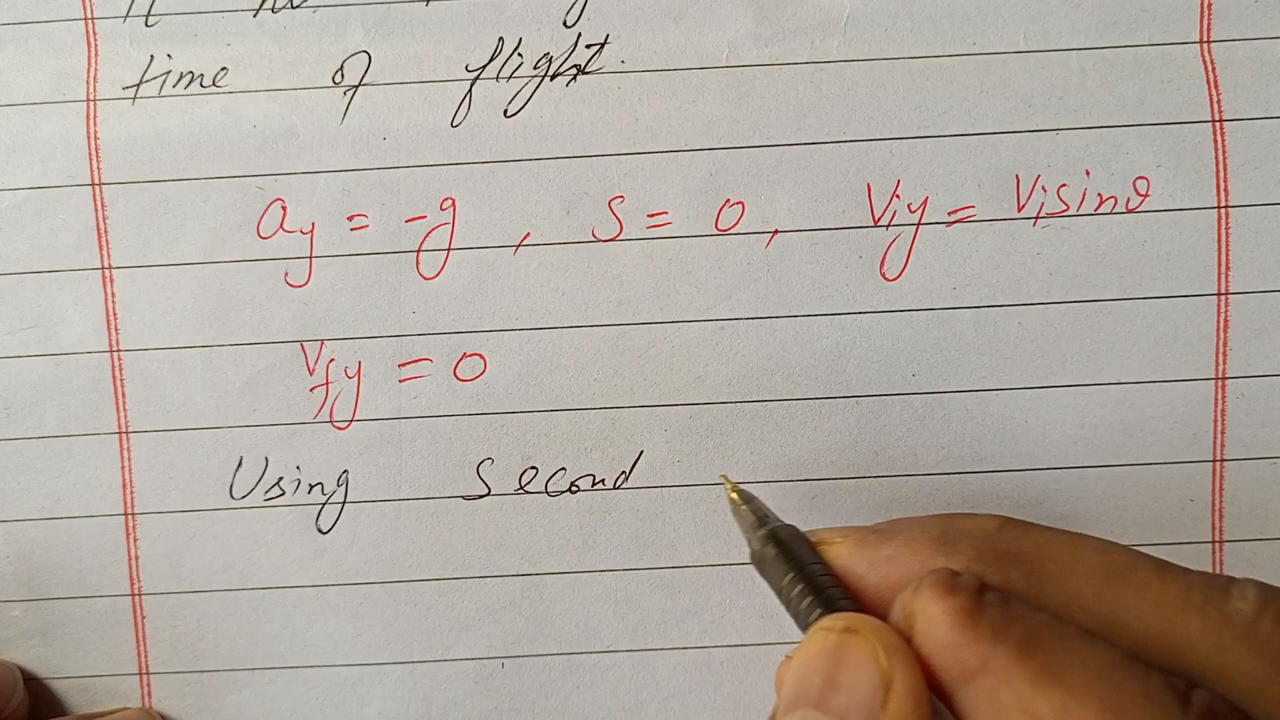 time of flight.
ay = -g , S = 0, Viy = Visinθ
Vfy = 0
Using Second